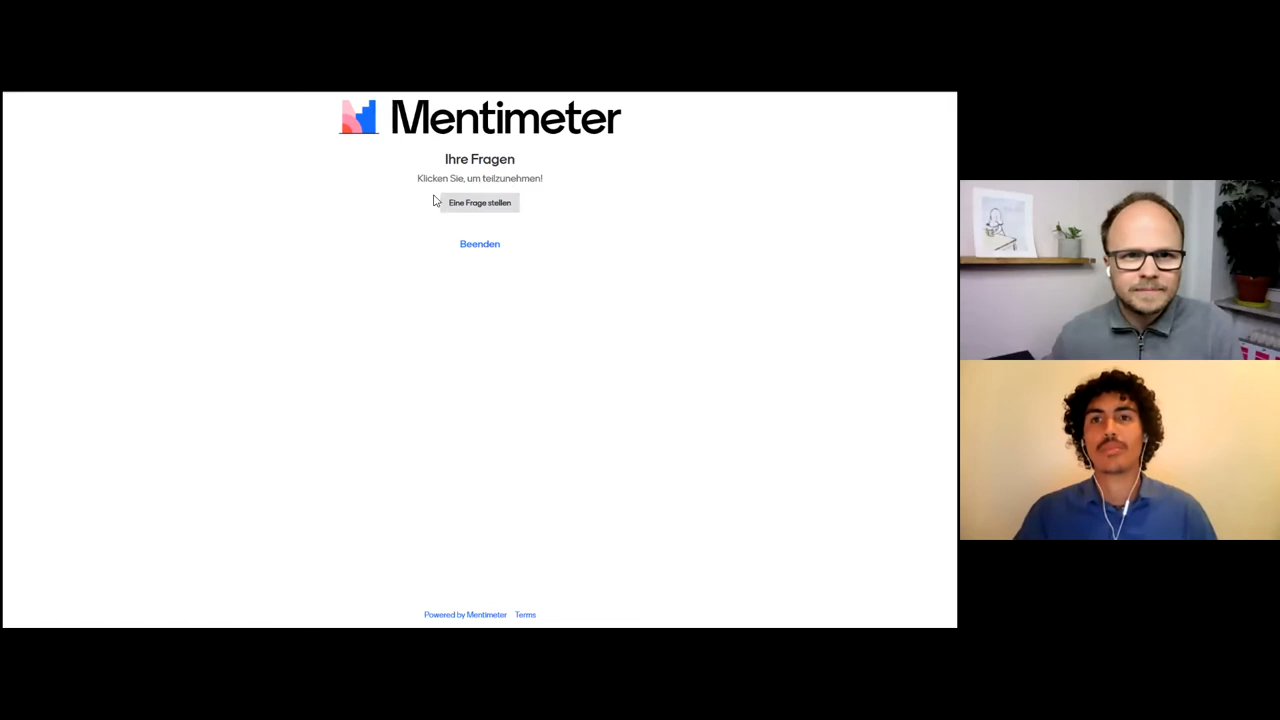 Mentimeter
Ihre Fragen
Klicken Sie, um teilzunehmen!
Eine Frage stellen
Beenden
Powered by Mentimeter Terms